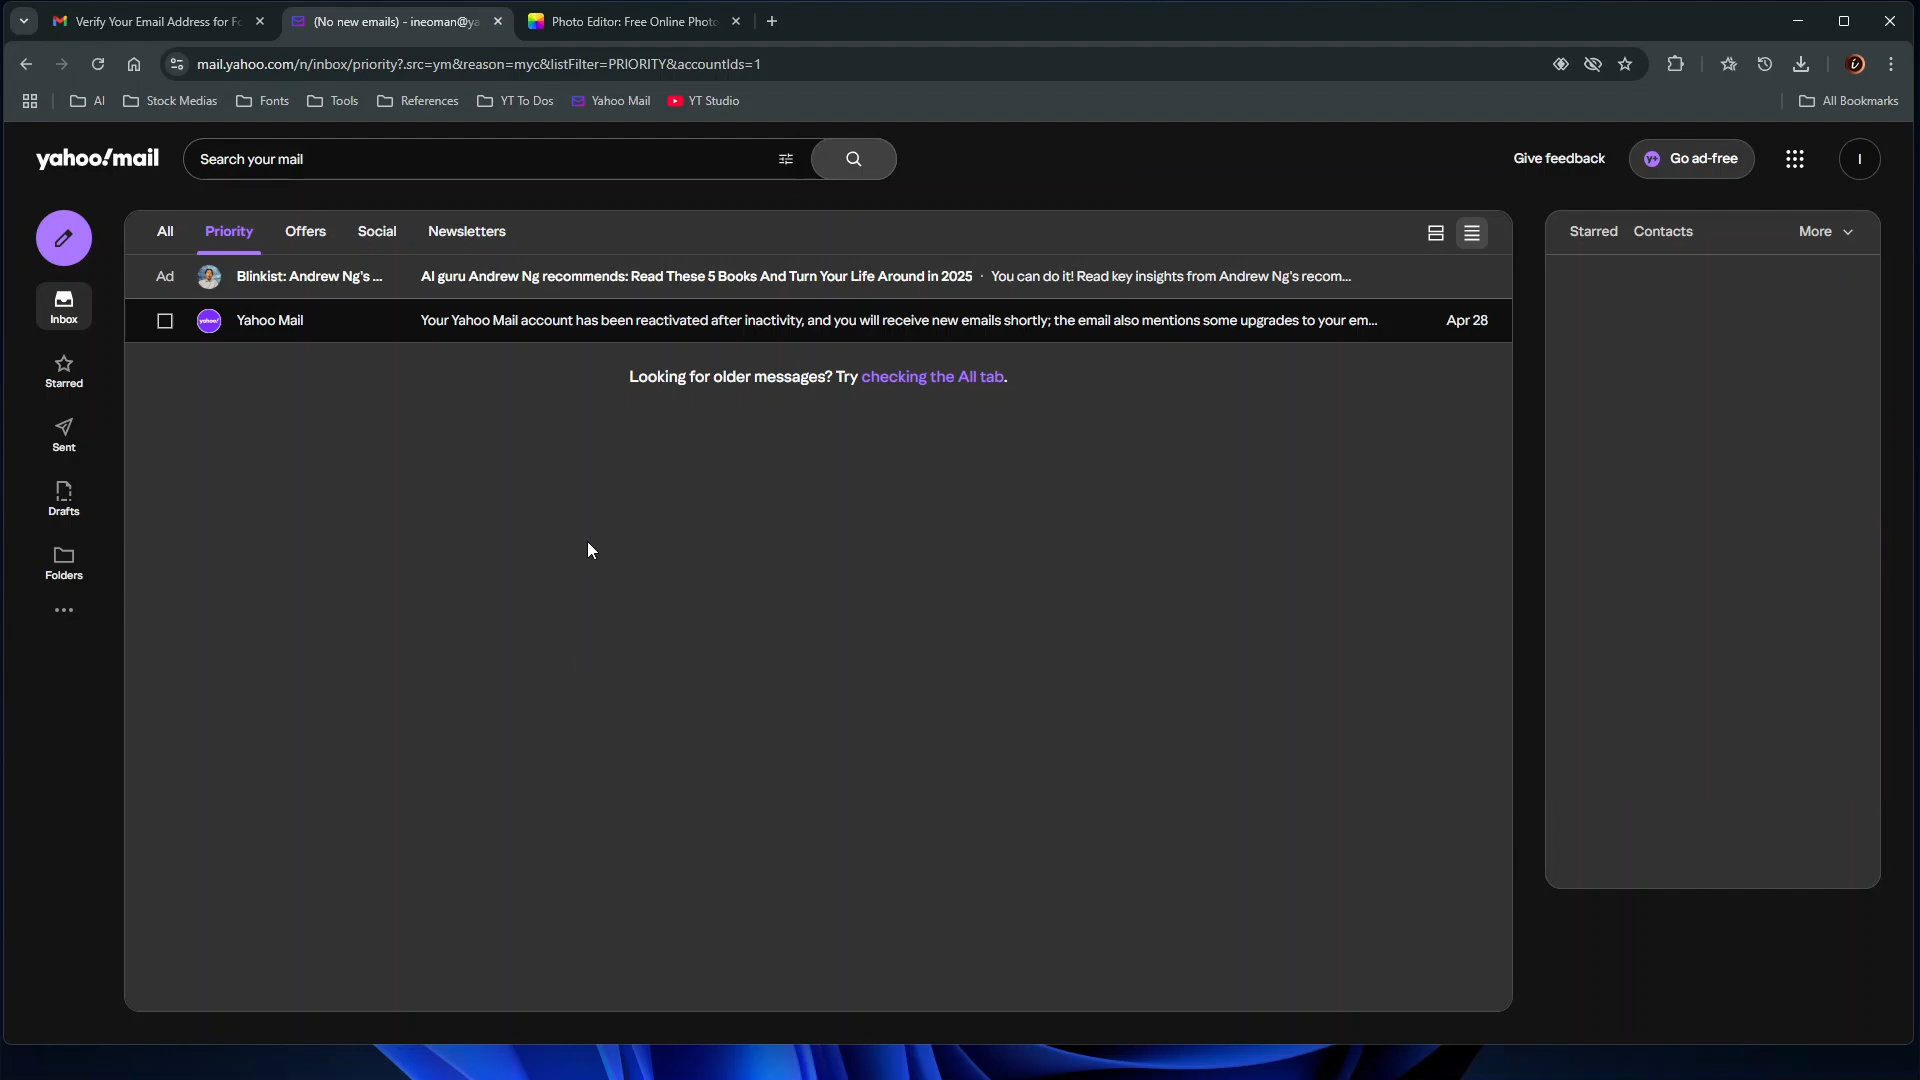 Verify Your Email Address for Fo
(No new emails) - ineoman@ya
Photo Editor: Free Online Photo
mail.yahoo.com/n/inbox/priority?.src=ym&reason=myc&listFilter=PRIORITY&accountIds=1
AI
Stock Medias
Fonts
Tools
References
YT To Dos
Yahoo Mail
YT Studio
All Bookmarks
yahoo!mail
Search your mail
Give feedback
Go ad-free
I
All
Priority
Offers
Social
Newsletters
Starred
Contacts
More
Ad
Blinkist: Andrew Ng's ...
AI guru Andrew Ng recommends: Read These 5 Books And Turn Your Life Around in 2025 · You can do it! Read key insights from Andrew Ng's recom...
yahoo!
Yahoo Mail
Your Yahoo Mail account has been reactivated after inactivity, and you will receive new emails shortly; the email also mentions some upgrades to your em...
Apr 28
Looking for older messages? Try checking the All tab.
Inbox
Starred
Sent
Drafts
Folders